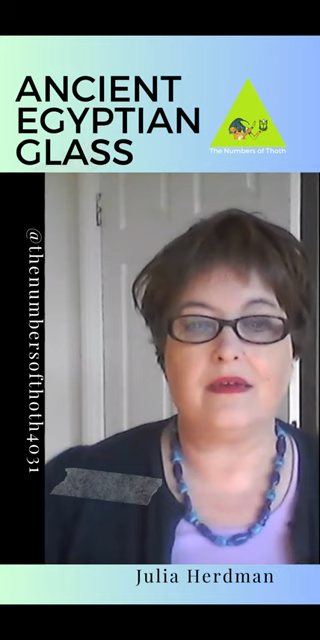 ANCIENT
EGYPTIAN
GLASS
The Numbers of Thoth
@thenumbersofthoth4031
Julia Herdman